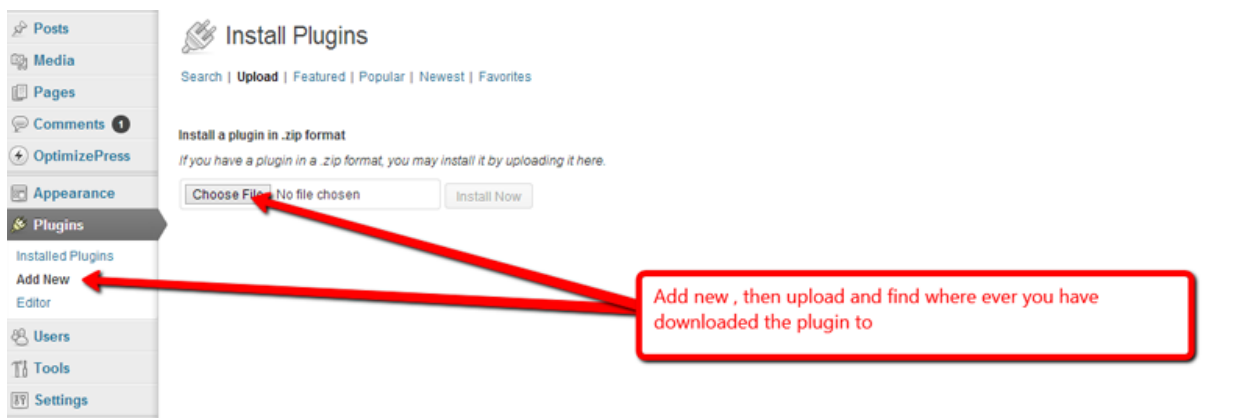 Posts
Media
Pages
Comments 1
OptimizePress
Appearance
Plugins
Installed Plugins
Add New
Editor
Users
Tools
Settings
Install Plugins
Search | Upload | Featured | Popular | Newest | Favorites
Install a plugin in .zip format
If you have a plugin in a .zip format, you may install it by uploading it here.
Choose File No file chosen
Install Now
Add new , then upload and find where ever you have
downloaded the plugin to